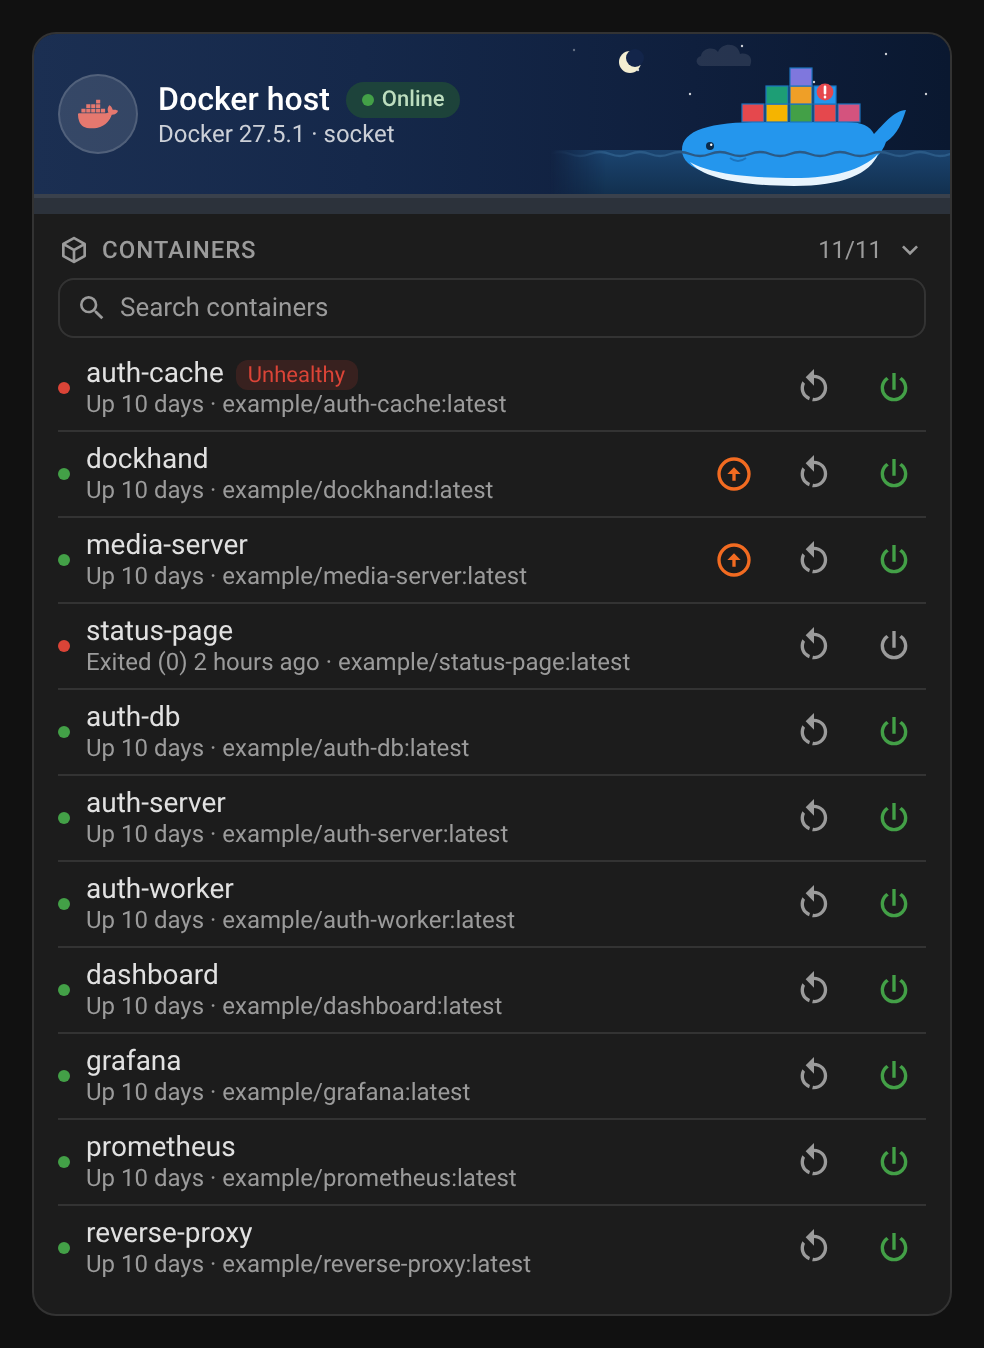 Docker host
Online
Docker 27.5.1 · socket
CONTAINERS
11/11
Search containers
auth-cache Unhealthy
Up 10 days · example/auth-cache:latest
dockhand
Up 10 days · example/dockhand:latest
media-server
Up 10 days · example/media-server:latest
status-page
Exited (0) 2 hours ago · example/status-page:latest
auth-db
Up 10 days · example/auth-db:latest
auth-server
Up 10 days · example/auth-server:latest
auth-worker
Up 10 days · example/auth-worker:latest
dashboard
Up 10 days · example/dashboard:latest
grafana
Up 10 days · example/grafana:latest
prometheus
Up 10 days · example/prometheus:latest
reverse-proxy
Up 10 days · example/reverse-proxy:latest